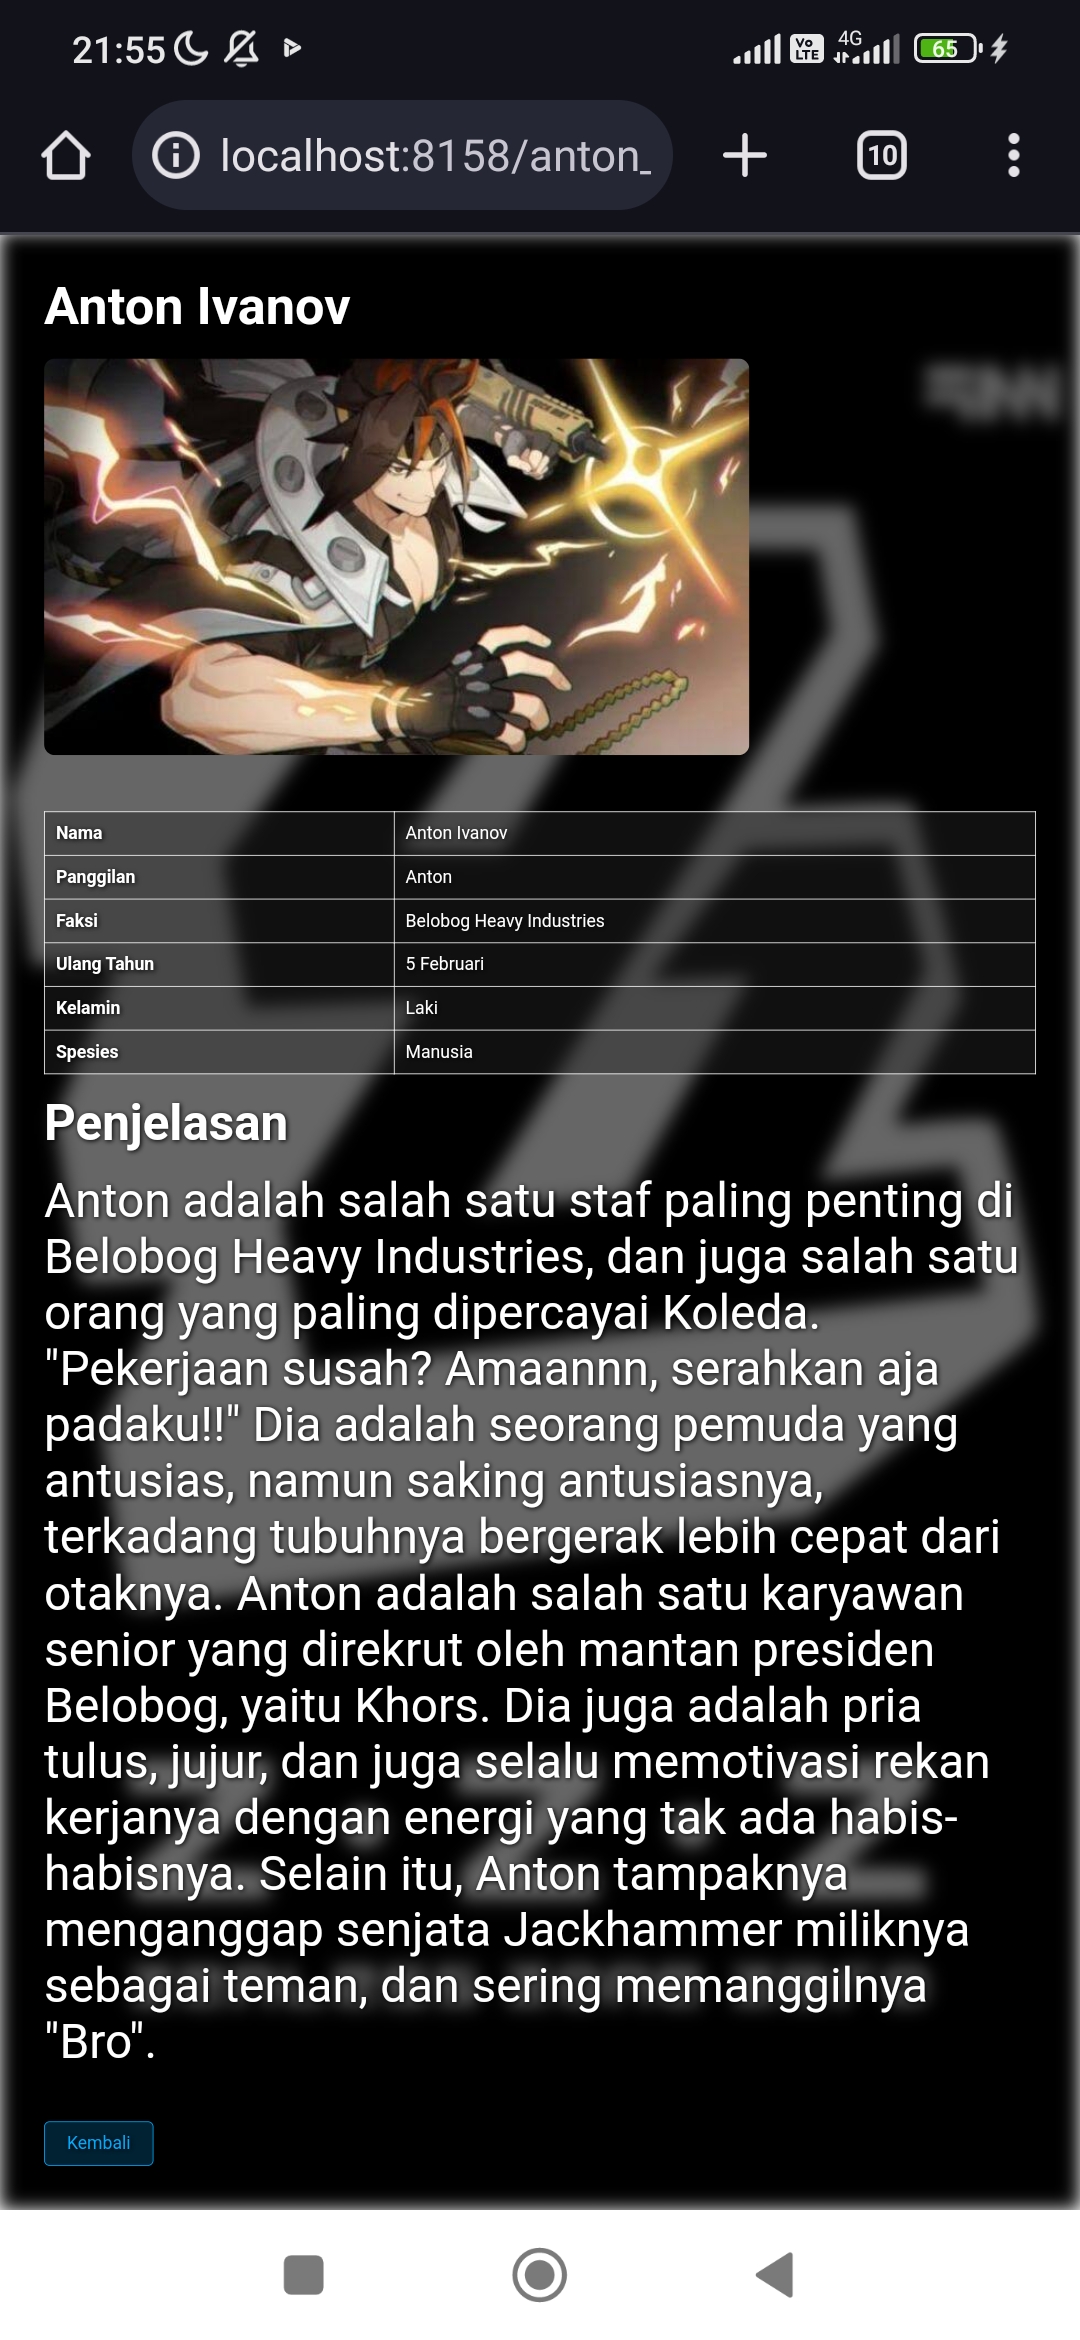 21:55
Vo LTE
4G
65
localhost:8158/anton_
10
Anton Ivanov
Nama Anton Ivanov
Panggilan Anton
Faksi Belobog Heavy Industries
Ulang Tahun 5 Februari
Kelamin Laki
Spesies Manusia
Penjelasan
Anton adalah salah satu staf paling penting di
Belobog Heavy Industries, dan juga salah satu
orang yang paling dipercayai Koleda.
"Pekerjaan susah? Amaannn, serahkan aja
padaku!!" Dia adalah seorang pemuda yang
antusias, namun saking antusiasnya,
terkadang tubuhnya bergerak lebih cepat dari
otaknya. Anton adalah salah satu karyawan
senior yang direkrut oleh mantan presiden
Belobog, yaitu Khors. Dia juga adalah pria
tulus, jujur, dan juga selalu memotivasi rekan
kerjanya dengan energi yang tak ada habis-
habisnya. Selain itu, Anton tampaknya
menganggap senjata Jackhammer miliknya
sebagai teman, dan sering memanggilnya
"Bro".
Kembali